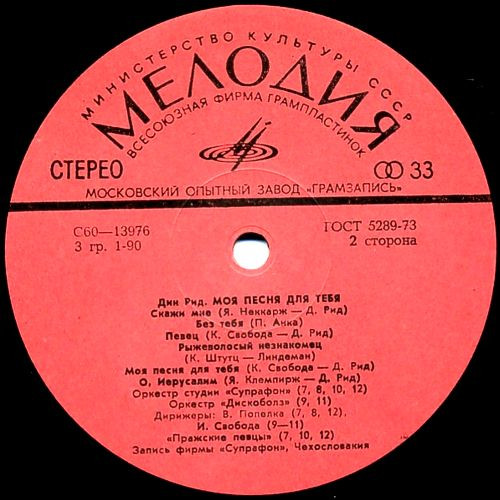 МИНИСТЕРСТВО КУЛЬТУРЫ СССР
МЕЛОДИЯ
ВСЕСОЮЗНАЯ ФИРМА ГРАМПЛАСТИНОК
СТЕРЕО
33
МОСКОВСКИЙ ОПЫТНЫЙ ЗАВОД «ГРАМЗАПИСЬ»
С60—13976
ГОСТ 5289-73
3 гр. 1-90
2 сторона
Дин Рид. МОЯ ПЕСНЯ ДЛЯ ТЕБЯ
Скажи мне (Я. Неккарж — Д. Рид)
Без тебя (П. Анка)
Певец (К. Свобода — Д. Рид)
Рыжеволосый незнакомец
(К. Штутц — Линдеман)
Моя песня для тебя (К. Свобода — Д. Рид)
О, Иерусалим (Я. Клемпирж — Д. Рид)
Оркестр студии «Супрафон» (7, 8, 10, 12)
Оркестр «Дискоболз» (9, 11)
Дирижеры: В. Попелка (7, 8, 12),
И. Свобода (9—11)
«Пражские певцы» (7, 10, 12)
Запись фирмы «Супрафон», Чехословакия